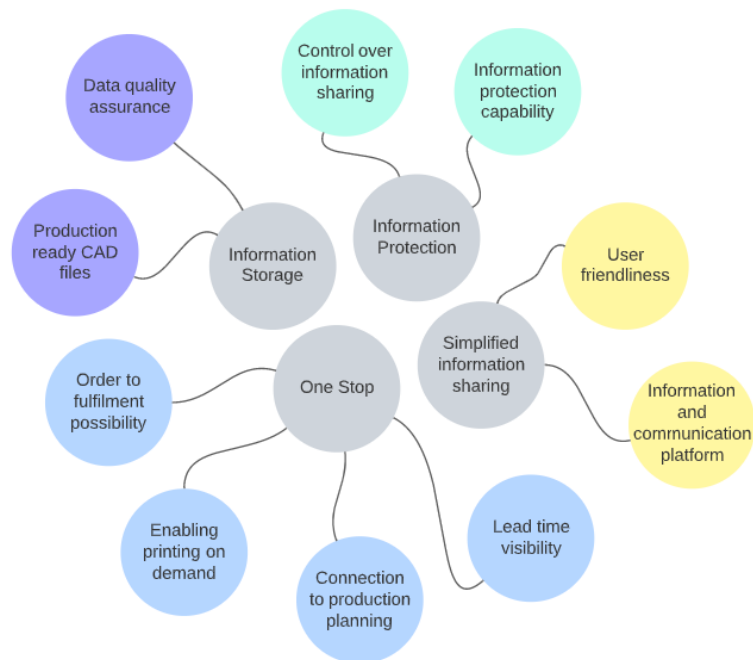 Data quality
assurance
Control over
information
sharing
Information
protection
capability
Production
ready CAD
files
Information
Storage
Information
Protection
User
friendliness
Order to
fulfilment
possibility
One Stop
Simplified
information
sharing
Information
and
communication
platform
Enabling
printing on
demand
Connection
to production
planning
Lead time
visibility